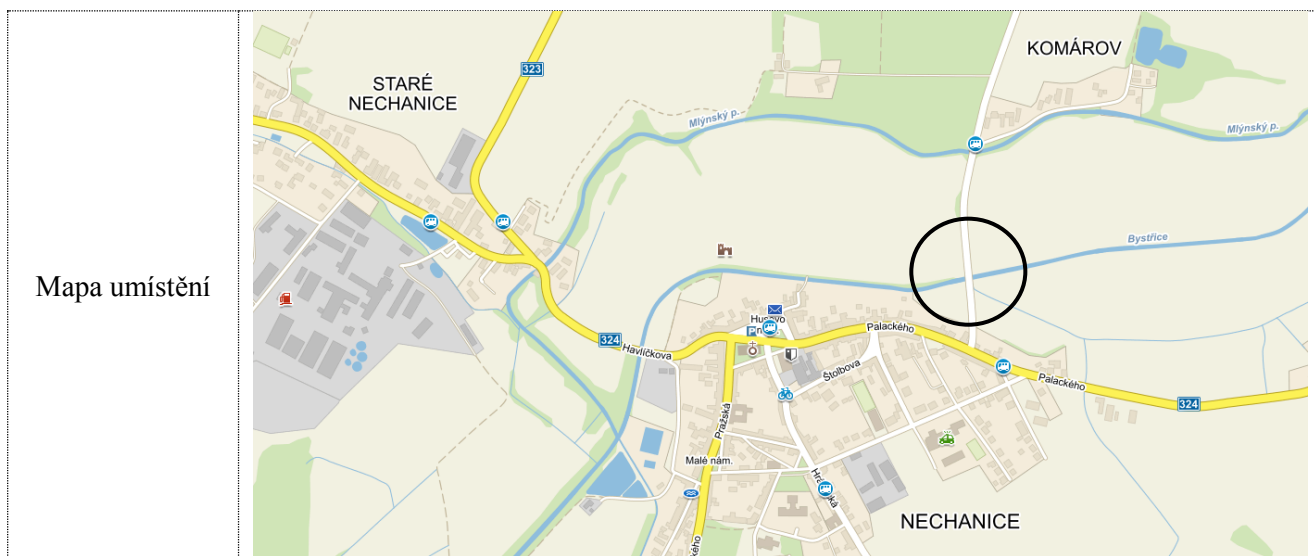 Mapa umístění
KOMÁROV
STARÉ
NECHANICE
323
Mlýnský p.
Mlýnský p.
Bystřice
324
Havlíčkova
Husovo
Palackého
Štolbova
Palackého
324
Pražská
Malé nám.
NECHANICE